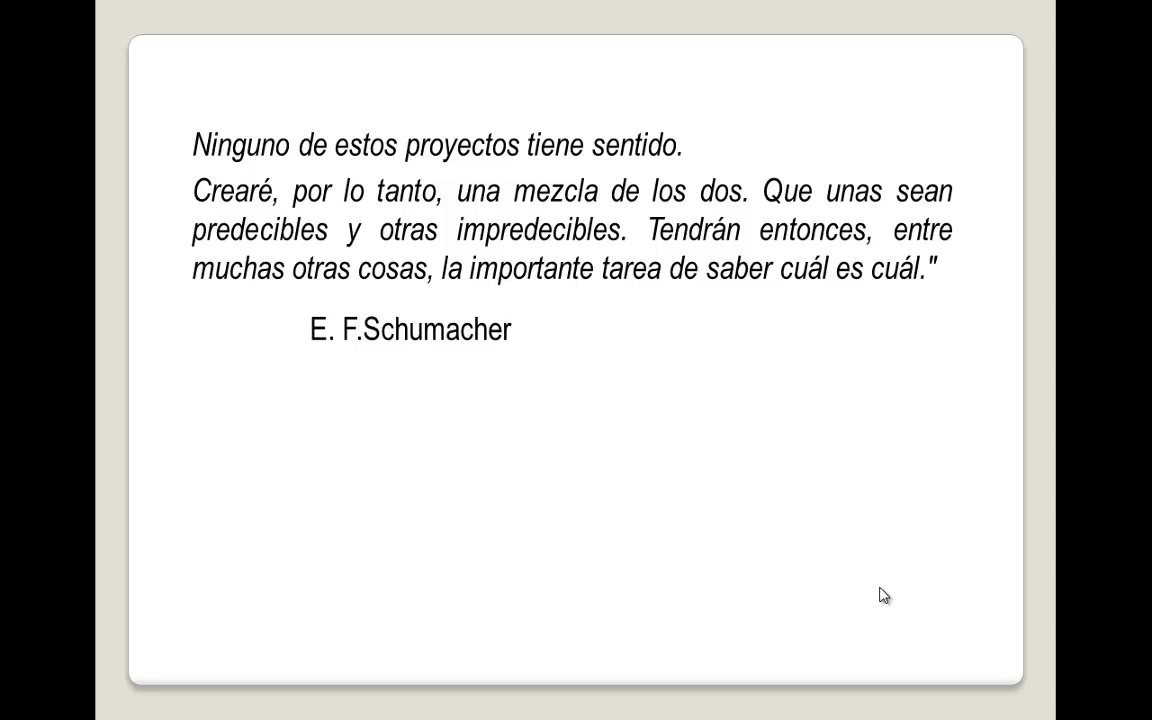 Ninguno de estos proyectos tiene sentido.
Crearé, por lo tanto, una mezcla de los dos. Que unas sean
predecibles y otras impredecibles. Tendrán entonces, entre
muchas otras cosas, la importante tarea de saber cuál es cuál."
E. F.Schumacher